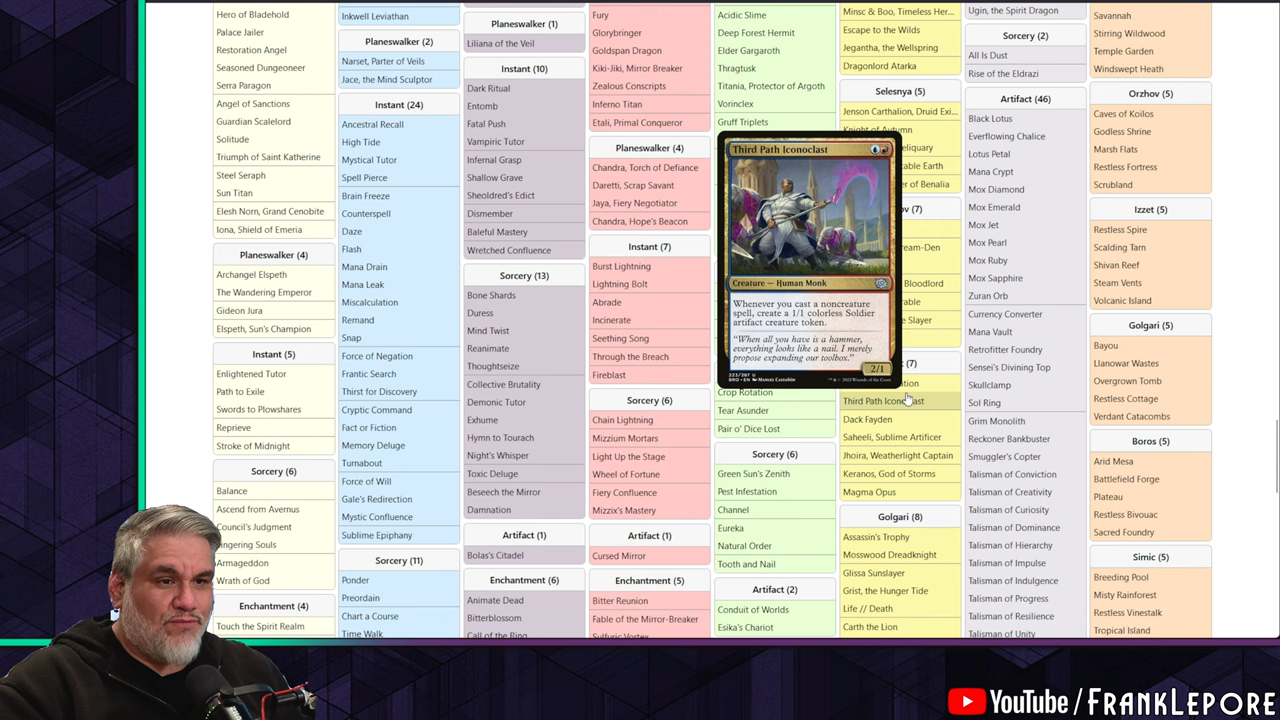 Hero of Bladehold
Palace Jailer
Restoration Angel
Seasoned Dungeoneer
Serra Paragon
Angel of Sanctions
Guardian Scalelord
Solitude
Triumph of Saint Katherine
Steel Seraph
Sun Titan
Elesh Norn, Grand Cenobite
Iona, Shield of Emeria
Planeswalker (4)
Archangel Elspeth
The Wandering Emperor
Gideon Jura
Elspeth, Sun's Champion
Instant (5)
Enlightened Tutor
Path to Exile
Swords to Plowshares
Reprieve
Stroke of Midnight
Sorcery (6)
Balance
Ascend from Avernus
Council's Judgment
Lingering Souls
Armageddon
Wrath of God
Enchantment (4)
Touch the Spirit Realm
Inkwell Leviathan
Planeswalker (2)
Narset, Parter of Veils
Jace, the Mind Sculptor
Instant (24)
Ancestral Recall
High Tide
Mystical Tutor
Spell Pierce
Brain Freeze
Counterspell
Daze
Flash
Mana Drain
Mana Leak
Miscalculation
Remand
Snap
Force of Negation
Frantic Search
Thirst for Discovery
Cryptic Command
Fact or Fiction
Memory Deluge
Turnabout
Force of Will
Gale's Redirection
Mystic Confluence
Sublime Epiphany
Sorcery (11)
Ponder
Preordain
Chart a Course
Time Walk
Planeswalker (1)
Liliana of the Veil
Instant (10)
Dark Ritual
Entomb
Fatal Push
Vampiric Tutor
Infernal Grasp
Shallow Grave
Sheoldred's Edict
Dismember
Baleful Mastery
Wretched Confluence
Sorcery (13)
Bone Shards
Duress
Mind Twist
Reanimate
Thoughtseize
Collective Brutality
Demonic Tutor
Exhume
Hymn to Tourach
Night's Whisper
Toxic Deluge
Beseech the Mirror
Damnation
Artifact (1)
Bolas's Citadel
Enchantment (6)
Animate Dead
Bitterblossom
Call of the Ring
Fury
Glorybringer
Goldspan Dragon
Kiki-Jiki, Mirror Breaker
Zealous Conscripts
Inferno Titan
Etali, Primal Conqueror
Planeswalker (4)
Chandra, Torch of Defiance
Daretti, Scrap Savant
Jaya, Fiery Negotiator
Chandra, Hope's Beacon
Instant (7)
Burst Lightning
Lightning Bolt
Abrade
Incinerate
Seething Song
Through the Breach
Fireblast
Sorcery (6)
Chain Lightning
Mizzium Mortars
Light Up the Stage
Wheel of Fortune
Fiery Confluence
Mizzix's Mastery
Artifact (1)
Cursed Mirror
Enchantment (5)
Bitter Reunion
Fable of the Mirror-Breaker
Sulfuric Vortex
Acidic Slime
Deep Forest Hermit
Elder Gargaroth
Thragtusk
Titania, Protector of Argoth
Vorinclex
Gruff Triplets
Third Path Iconoclast
Creature — Human Monk
Whenever you cast a noncreature
spell, create a 1/1 colorless Soldier
artifact creature token.
"When all you have is a hammer,
everything looks like a nail. I merely
propose expanding our toolbox."
2/1
Crop Rotation
Tear Asunder
Pair o' Dice Lost
Sorcery (6)
Green Sun's Zenith
Pest Infestation
Channel
Eureka
Natural Order
Tooth and Nail
Artifact (2)
Conduit of Worlds
Esika's Chariot
Minsc & Boo, Timeless Her...
Escape to the Wilds
Jegantha, the Wellspring
Dragonlord Atarka
Selesnya (5)
Jenson Carthalion, Druid Exi...
Knight of Autumn
uary
able Earth
er of Benalia
ov (7)
ream-Den
Bloodlord
able
e Slayer
(7)
ation
Third Path Iconoclast
Dack Fayden
Saheeli, Sublime Artificer
Jhoira, Weatherlight Captain
Keranos, God of Storms
Magma Opus
Golgari (8)
Assassin's Trophy
Mosswood Dreadknight
Glissa Sunslayer
Grist, the Hunger Tide
Life // Death
Carth the Lion
Ugin, the Spirit Dragon
Sorcery (2)
All Is Dust
Rise of the Eldrazi
Artifact (46)
Black Lotus
Everflowing Chalice
Lotus Petal
Mana Crypt
Mox Diamond
Mox Emerald
Mox Jet
Mox Pearl
Mox Ruby
Mox Sapphire
Zuran Orb
Currency Converter
Mana Vault
Retrofitter Foundry
Sensei's Divining Top
Skullclamp
Sol Ring
Grim Monolith
Reckoner Bankbuster
Smuggler's Copter
Talisman of Conviction
Talisman of Creativity
Talisman of Curiosity
Talisman of Dominance
Talisman of Hierarchy
Talisman of Impulse
Talisman of Indulgence
Talisman of Progress
Talisman of Resilience
Talisman of Unity
Savannah
Stirring Wildwood
Temple Garden
Windswept Heath
Orzhov (5)
Caves of Koilos
Godless Shrine
Marsh Flats
Restless Fortress
Scrubland
Izzet (5)
Restless Spire
Scalding Tarn
Shivan Reef
Steam Vents
Volcanic Island
Golgari (5)
Bayou
Llanowar Wastes
Overgrown Tomb
Restless Cottage
Verdant Catacombs
Boros (5)
Arid Mesa
Battlefield Forge
Plateau
Restless Bivouac
Sacred Foundry
Simic (5)
Breeding Pool
Misty Rainforest
Restless Vinestalk
Tropical Island
YouTube/FrankLepore